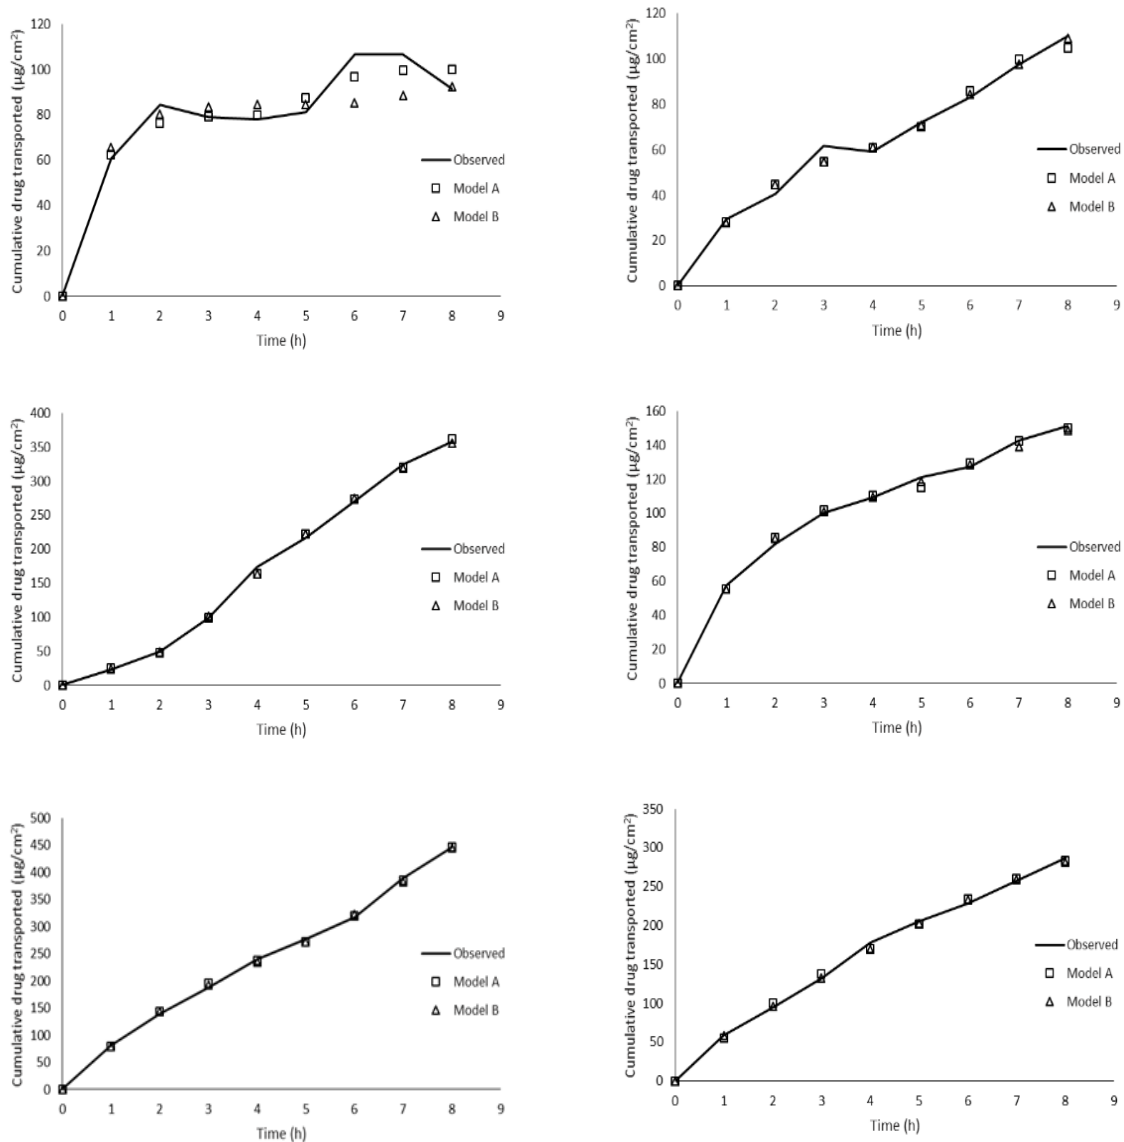 Cumulative drug transported (µg/cm²)
120
100
80
60
40
20
0
0 1 2 3 4 5 6 7 8 9
Time (h)
Observed
Model A
Model B
Cumulative drug transported (µg/cm²)
120
100
80
60
40
20
0
0 1 2 3 4 5 6 7 8 9
Time (h)
Observed
Model A
Model B
Cumulative drug transported (µg/cm²)
400
350
300
250
200
150
100
50
0
0 1 2 3 4 5 6 7 8 9
Time (h)
Observed
Model A
Model B
Cumulative drug transported (µg/cm²)
160
140
120
100
80
60
40
20
0
0 1 2 3 4 5 6 7 8 9
Time (h)
Observed
Model A
Model B
Cumulative drug transported (µg/cm²)
500
450
400
350
300
250
200
150
100
50
0
0 1 2 3 4 5 6 7 8 9
Time (h)
Observed
Model A
Model B
Cumulative drug transported (µg/cm²)
350
300
250
200
150
100
50
0
0 1 2 3 4 5 6 7 8 9
Time (h)
Observed
Model A
Model B